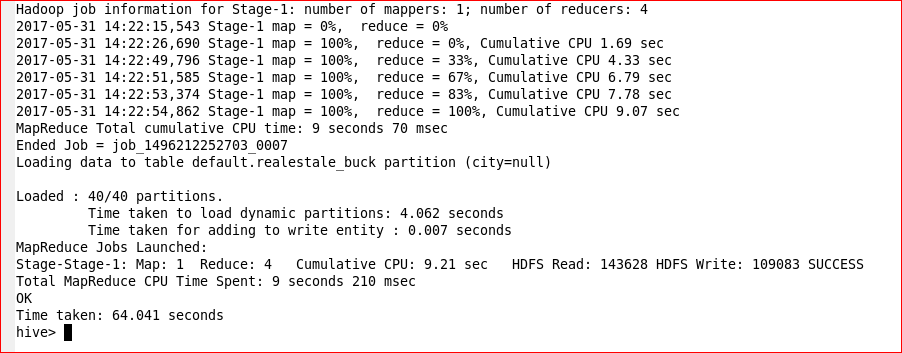 Hadoop job information for Stage-1: number of mappers: 1; number of reducers: 4
2017-05-31 14:22:15,543 Stage-1 map = 0%,  reduce = 0%
2017-05-31 14:22:26,690 Stage-1 map = 100%,  reduce = 0%, Cumulative CPU 1.69 sec
2017-05-31 14:22:49,796 Stage-1 map = 100%,  reduce = 33%, Cumulative CPU 4.33 sec
2017-05-31 14:22:51,585 Stage-1 map = 100%,  reduce = 67%, Cumulative CPU 6.79 sec
2017-05-31 14:22:53,374 Stage-1 map = 100%,  reduce = 83%, Cumulative CPU 7.78 sec
2017-05-31 14:22:54,862 Stage-1 map = 100%,  reduce = 100%, Cumulative CPU 9.07 sec
MapReduce Total cumulative CPU time: 9 seconds 70 msec
Ended Job = job_1496212252703_0007
Loading data to table default.realestale_buck partition (city=null)
Loaded : 40/40 partitions.
Time taken to load dynamic partitions: 4.062 seconds
Time taken for adding to write entity : 0.007 seconds
MapReduce Jobs Launched:
Stage-Stage-1: Map: 1  Reduce: 4   Cumulative CPU: 9.21 sec   HDFS Read: 143628 HDFS Write: 109083 SUCCESS
Total MapReduce CPU Time Spent: 9 seconds 210 msec
OK
Time taken: 64.041 seconds
hive>